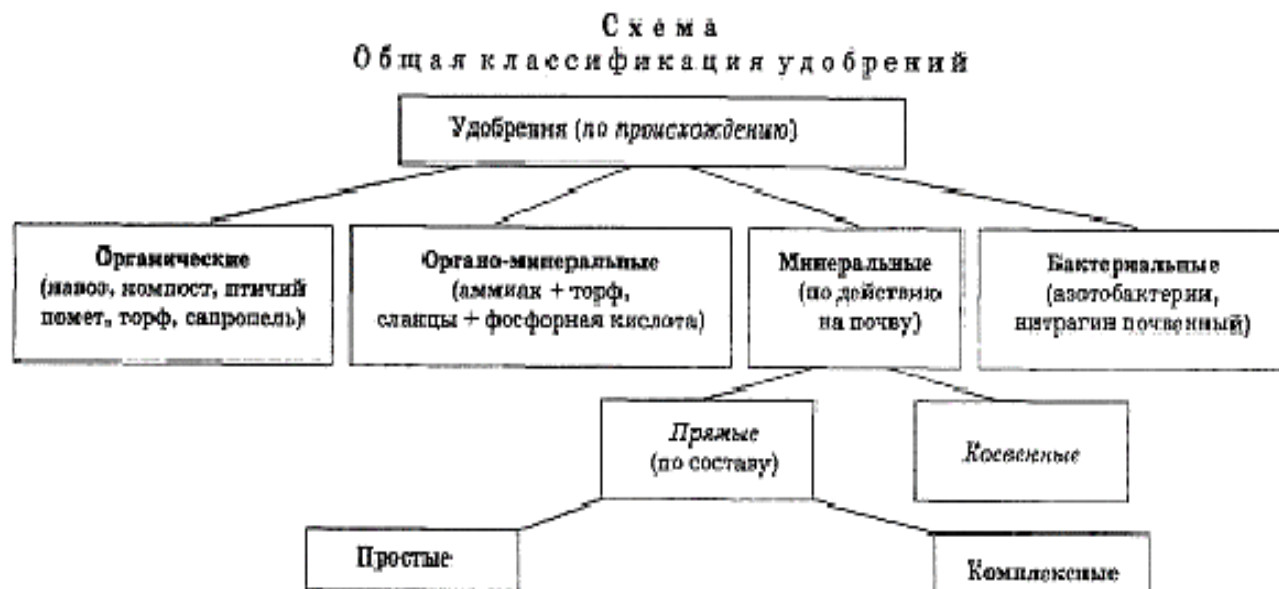 Схема
Общая классификация удобрений
Удобрения (по происхождению)
Органические
(навоз, компост, птичий
помет, торф, сапропель)
Органо-минеральные
(аммиак + торф,
сланцы + фосфорная кислота)
Минеральные
(по действию
на почву)
Бактериальные
(азотобактерии,
нитрагин почвенный)
Прямые
(по составу)
Косвенные
Простые
Комплексные